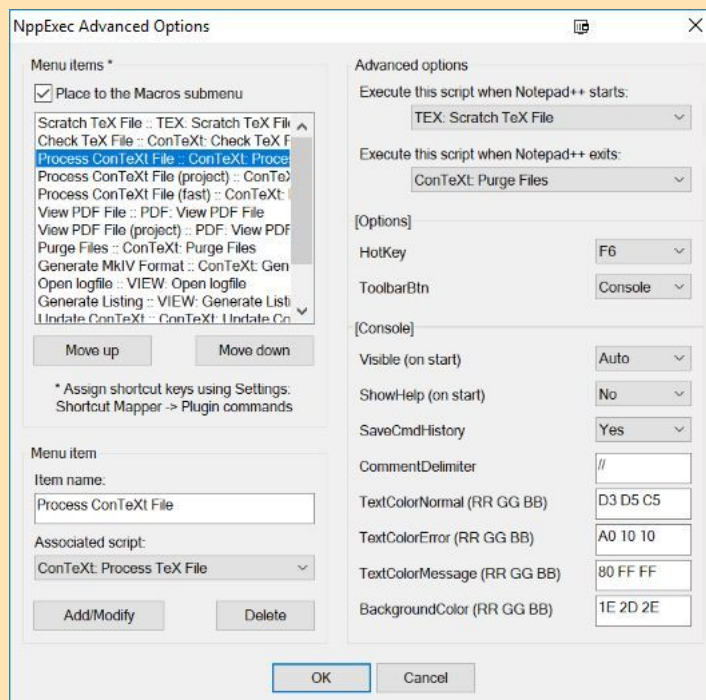 NppExec Advanced Options
Menu items *
Place to the Macros submenu
Scratch TeX File :: TEX: Scratch TeX File
Check TeX File :: ConTeXt: Check TeX F
Process ConTeXt File :: ConTeXt: Proces
Process ConTeXt File (project) :: ConTeX
Process ConTeXt File (fast) :: ConTeXt:
View PDF File :: PDF: View PDF File
View PDF File (project) :: PDF: View PDF
Purge Files :: ConTeXt: Purge Files
Generate MkIV Format :: ConTeXt: Gen
Open logfile :: VIEW: Open logfile
Generate Listing :: VIEW: Generate Listi
Update ConTeXt :: ConTeXt: Update Co
Move up
Move down
* Assign shortcut keys using Settings:
Shortcut Mapper -> Plugin commands
Menu item
Item name:
Process ConTeXt File
Associated script:
ConTeXt: Process TeX File
Add/Modify
Delete
Advanced options
Execute this script when Notepad++ starts:
TEX: Scratch TeX File
Execute this script when Notepad++ exits:
ConTeXt: Purge Files
[Options]
HotKey
F6
ToolbarBtn
Console
[Console]
Visible (on start)
Auto
ShowHelp (on start)
No
SaveCmdHistory
Yes
CommentDelimiter
//
TextColorNormal (RR GG BB)
D3 D5 C5
TextColorError (RR GG BB)
A0 10 10
TextColorMessage (RR GG BB)
80 FF FF
BackgroundColor (RR GG BB)
1E 2D 2E
OK
Cancel